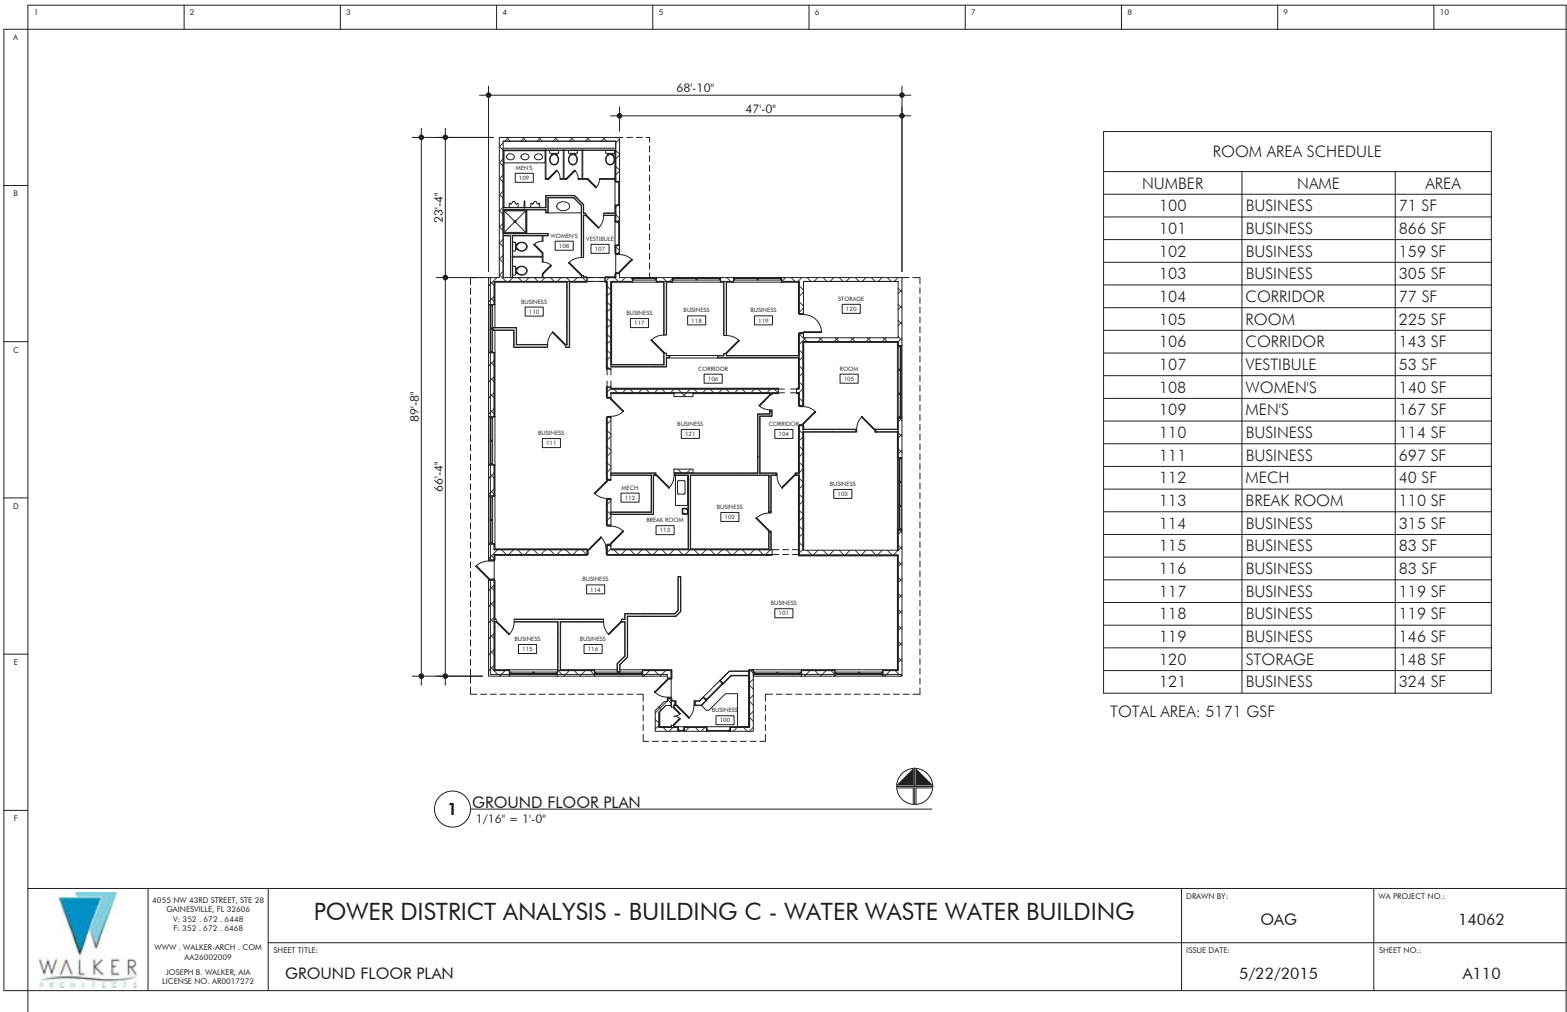 1 2 3 4 5 6 7 8 9 10
A
B
C
D
E
F
68'-10"
47'-0"
23'-4"
89'-8"
66'-4"
MEN'S
109
WOMEN'S
108
VESTIBULE
107
BUSINESS
110
BUSINESS
117
BUSINESS
118
BUSINESS
119
STORAGE
120
CORRIDOR
106
ROOM
105
BUSINESS
111
BUSINESS
121
CORRIDOR
104
MECH
112
BREAK ROOM
113
BUSINESS
102
BUSINESS
103
BUSINESS
114
BUSINESS
101
BUSINESS
115
BUSINESS
116
BUSINESS
100
1 GROUND FLOOR PLAN
1/16" = 1'-0"
ROOM AREA SCHEDULE
NUMBER NAME AREA
100 BUSINESS 71 SF
101 BUSINESS 866 SF
102 BUSINESS 159 SF
103 BUSINESS 305 SF
104 CORRIDOR 77 SF
105 ROOM 225 SF
106 CORRIDOR 143 SF
107 VESTIBULE 53 SF
108 WOMEN'S 140 SF
109 MEN'S 167 SF
110 BUSINESS 114 SF
111 BUSINESS 697 SF
112 MECH 40 SF
113 BREAK ROOM 110 SF
114 BUSINESS 315 SF
115 BUSINESS 83 SF
116 BUSINESS 83 SF
117 BUSINESS 119 SF
118 BUSINESS 119 SF
119 BUSINESS 146 SF
120 STORAGE 148 SF
121 BUSINESS 324 SF
TOTAL AREA: 5171 GSF
WALKER
ARCHITECTS
4055 NW 43RD STREET, STE 28
GAINESVILLE, FL 32606
V: 352 . 672 . 6448
F: 352 . 672 . 6468
WWW . WALKER-ARCH . COM
AA26002009
JOSEPH B. WALKER, AIA
LICENSE NO. AR0017272
POWER DISTRICT ANALYSIS - BUILDING C - WATER WASTE WATER BUILDING
SHEET TITLE:
GROUND FLOOR PLAN
DRAWN BY:
OAG
WA PROJECT NO.:
14062
ISSUE DATE:
5/22/2015
SHEET NO.:
A110